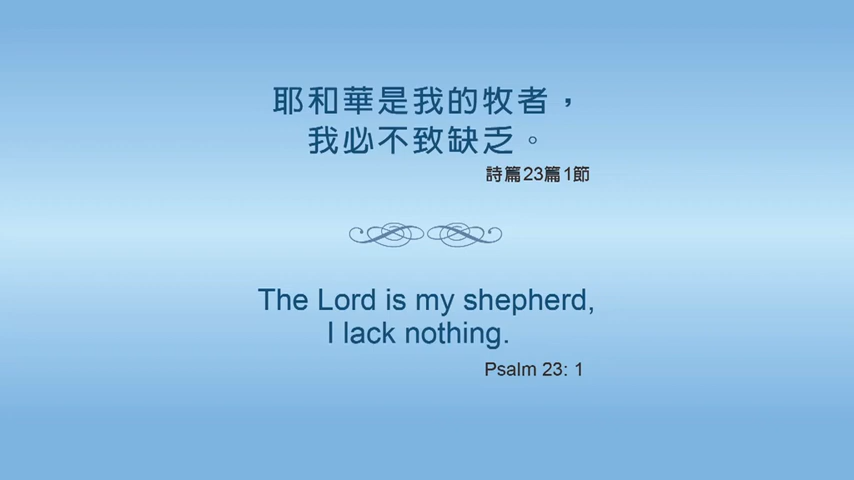 耶和華是我的牧者，
我必不致缺乏。
詩篇23篇1節
The Lord is my shepherd,
I lack nothing.
Psalm 23: 1